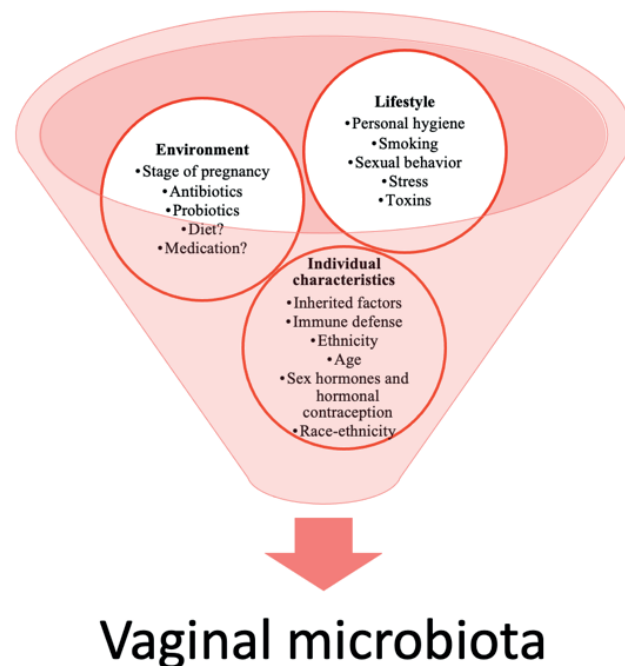 Environment
•Stage of pregnancy
•Antibiotics
•Probiotics
•Diet?
•Medication?
Lifestyle
•Personal hygiene
•Smoking
•Sexual behavior
•Stress
•Toxins
Individual
characteristics
•Inherited factors
•Immune defense
•Ethnicity
•Age
•Sex hormones and
hormonal
contraception
•Race-ethnicity
Vaginal microbiota